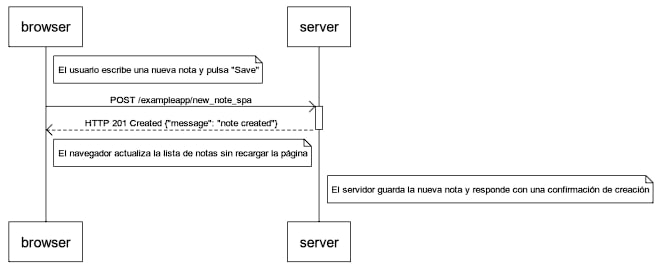 browser
server
El usuario escribe una nueva nota y pulsa "Save"
POST /exampleapp/new_note_spa
HTTP 201 Created {"message": "note created"}
El navegador actualiza la lista de notas sin recargar la página
El servidor guarda la nueva nota y responde con una confirmación de creación
browser
server